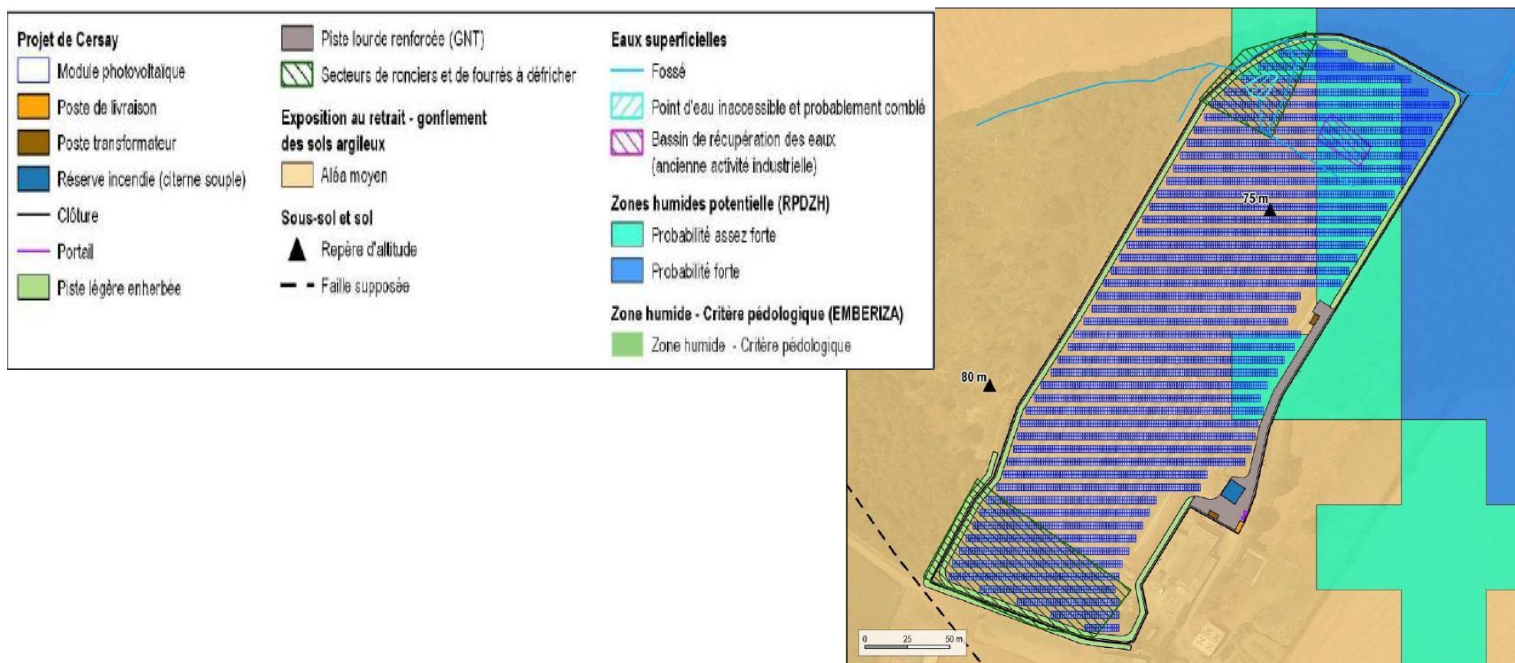 Projet de Cersay
Module photovoltaïque
Poste de livraison
Poste transformateur
Réserve incendie (citerne souple)
Clôture
Portail
Piste légère enherbée
Piste lourde renforcée (GNT)
Secteurs de ronciers et de fourrés à défricher
Exposition au retrait - gonflement
des sols argileux
Aléa moyen
Sous-sol et sol
Repère d'altitude
Faille supposée
Eaux superficielles
Fossé
Point d'eau inaccessible et probablement comblé
Bassin de récupération des eaux
(ancienne activité industrielle)
Zones humides potentielle (RPDZH)
Probabilité assez forte
Probabilité forte
Zone humide - Critère pédologique (EMBERIZA)
Zone humide - Critère pédologique
75 m
80 m
0 25 50 m